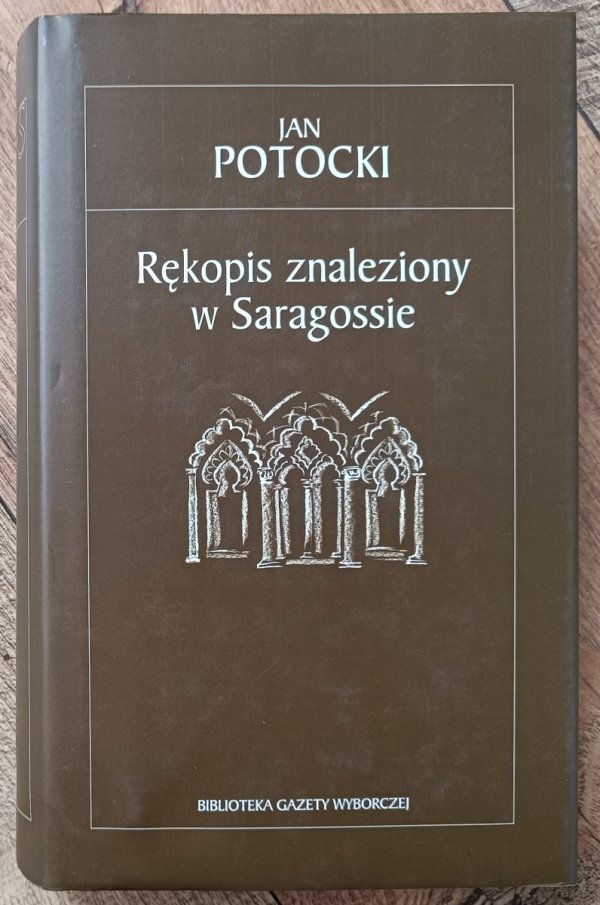 JAN
POTOCKI
Rękopis znaleziony
w Saragossie
BIBLIOTEKA GAZETY WYBORCZEJ